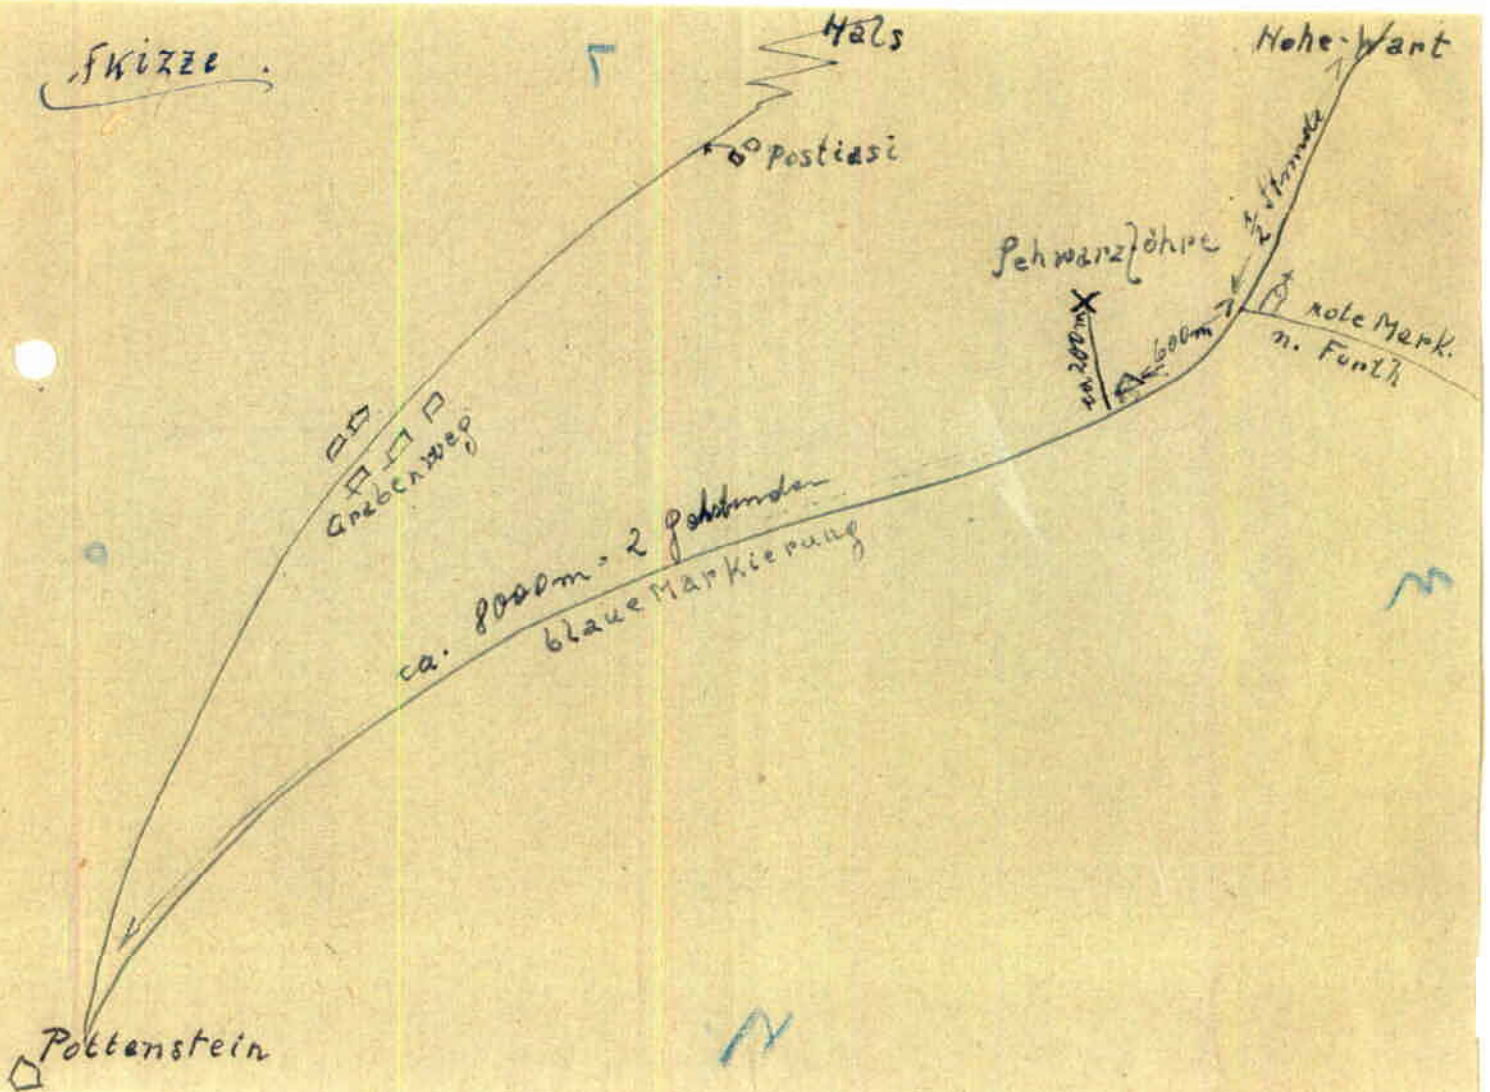 Skizze.
Hals
Hohe-Wart
Postiasi
1/2 Stunde
Schwarzföhre
ca. 200m
600m
rote Mark.
n. Furth
Grabenweg
ca. 8000m = 2 Gehstunden
blaue Markierung
Pottenstein